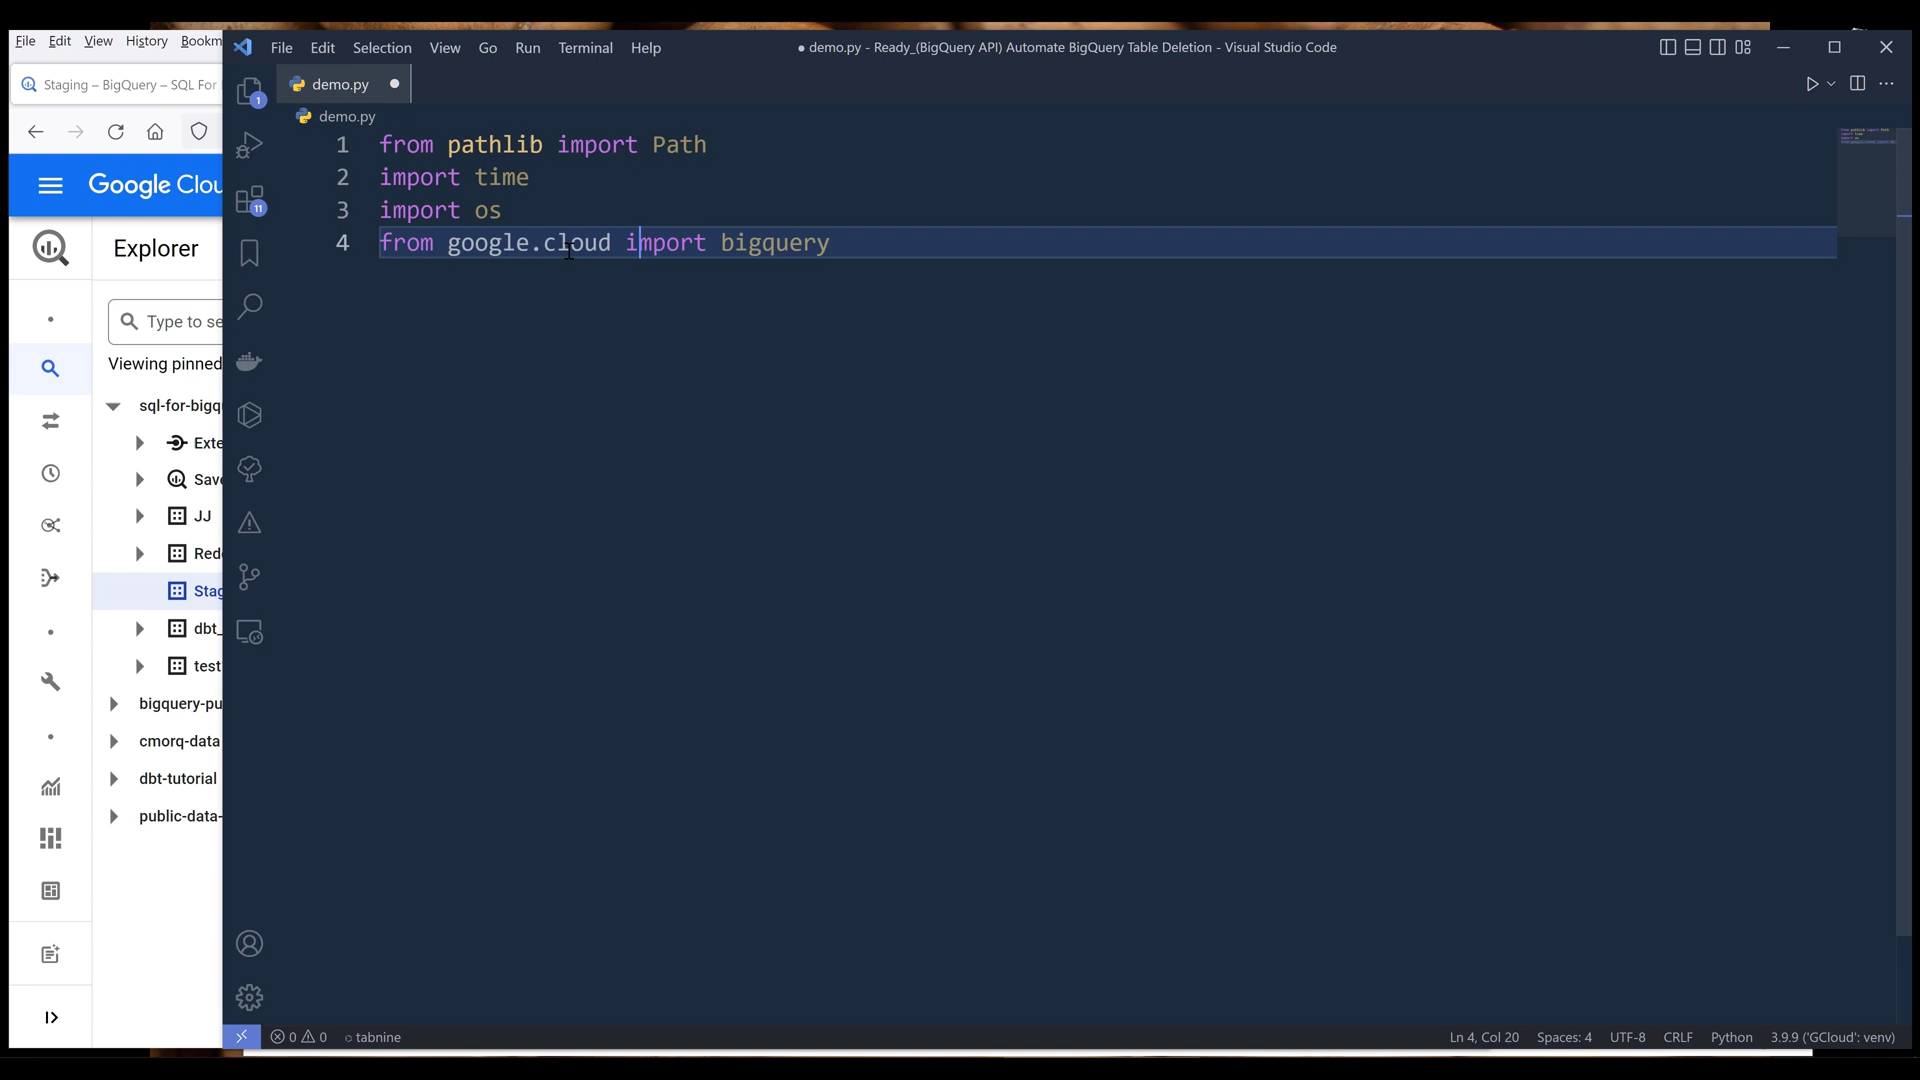 File Edit View History Bookm
Staging – BigQuery – SQL For
Google Clou
Explorer
Type to se
Viewing pinned
sql-for-bigqu
Exte
Save
JJ
Red
Stag
dbt_
test
bigquery-pu
cmorq-data
dbt-tutorial
public-data-
File Edit Selection View Go Run Terminal Help
● demo.py - Ready_(BigQuery API) Automate BigQuery Table Deletion - Visual Studio Code
demo.py
demo.py
1
11
1 from pathlib import Path
2 import time
3 import os
4 from google.cloud import bigquery
0 0 tabnine
Ln 4, Col 20 Spaces: 4 UTF-8 CRLF Python 3.9.9 ('GCloud': venv)